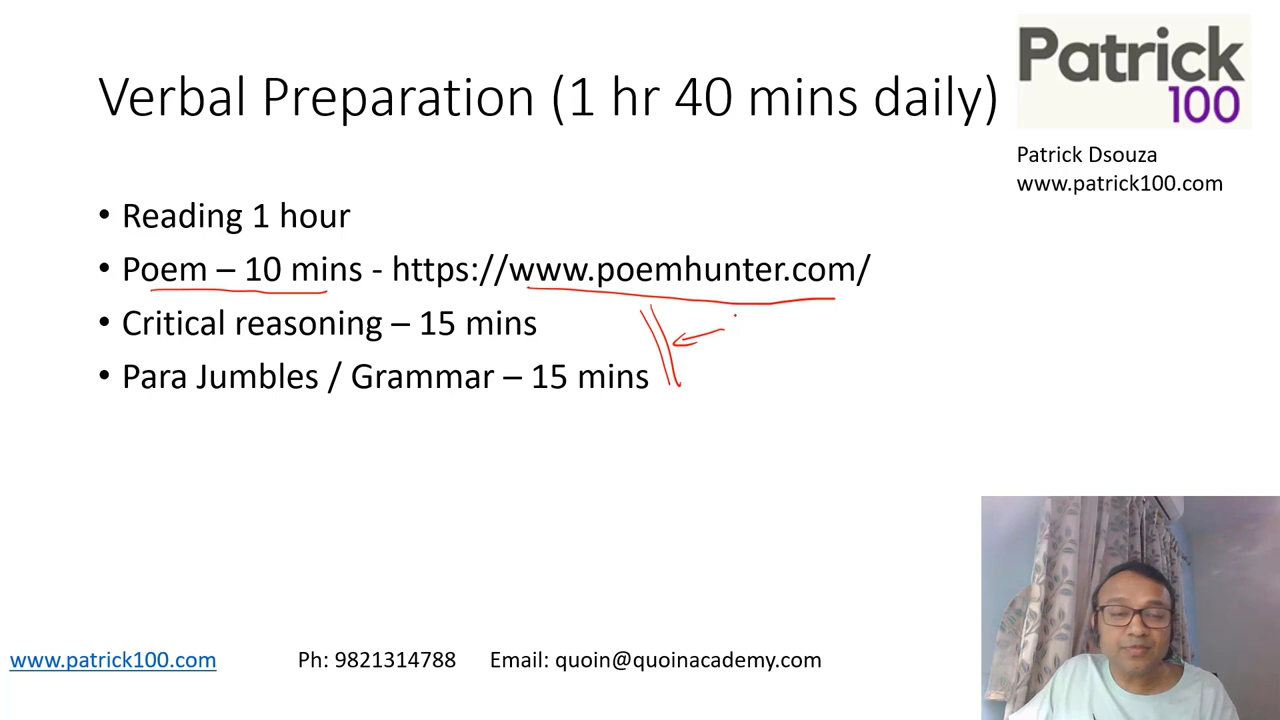 Patrick
100
Verbal Preparation (1 hr 40 mins daily)
Patrick Dsouza
www.patrick100.com
• Reading 1 hour
• Poem – 10 mins - https://www.poemhunter.com/
• Critical reasoning – 15 mins
• Para Jumbles / Grammar – 15 mins
www.patrick100.com Ph: 9821314788 Email: quoin@quoinacademy.com